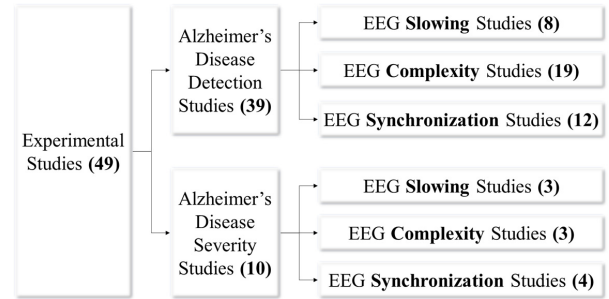 Experimental
Studies (49)
Alzheimer's
Disease
Detection
Studies (39)
EEG Slowing Studies (8)
EEG Complexity Studies (19)
EEG Synchronization Studies (12)
Alzheimer's
Disease
Severity
Studies (10)
EEG Slowing Studies (3)
EEG Complexity Studies (3)
EEG Synchronization Studies (4)